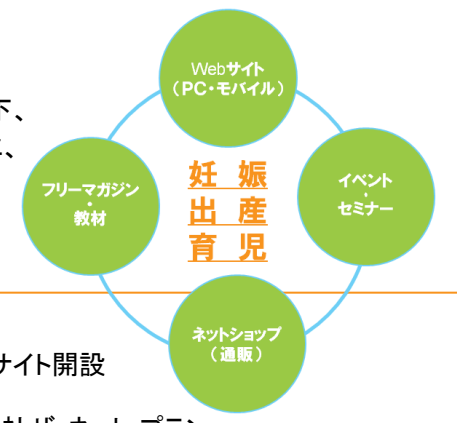 Webサイト
（PC・モバイル）
下、
フリーマガジン
・
教材
妊 娠
出 産
育 児
イベント
・
セミナー
ネットショップ
（通販）
サイト開設